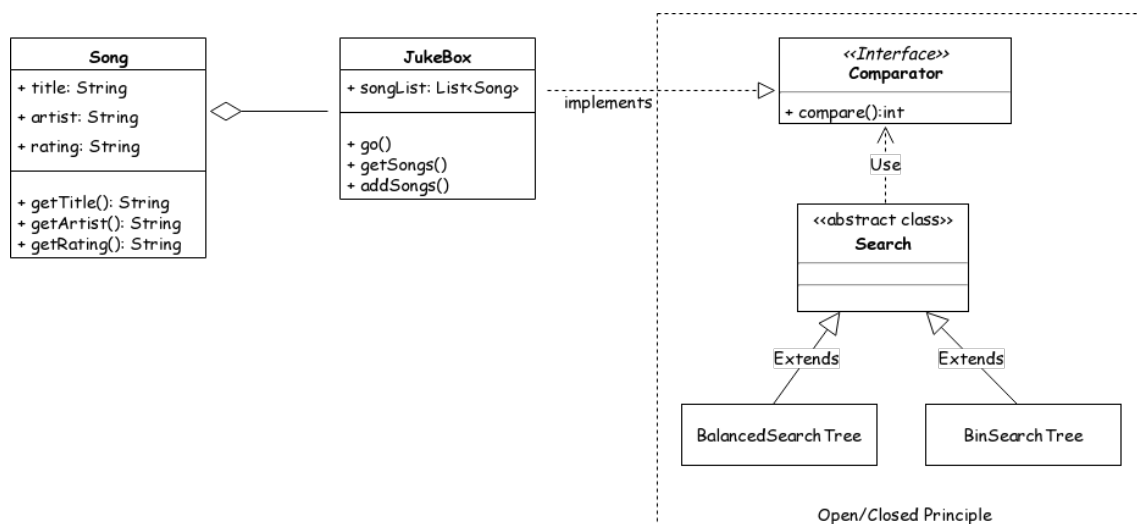 Song
+ title: String
+ artist: String
+ rating: String
+ getTitle(): String
+ getArtist(): String
+ getRating(): String
JukeBox
+ songList: List<Song>
+ go()
+ getSongs()
+ addSongs()
implements
<<Interface>>
Comparator
+ compare():int
Use
<<abstract class>>
Search
Extends
Extends
BalancedSearch Tree
BinSearch Tree
Open/Closed Principle